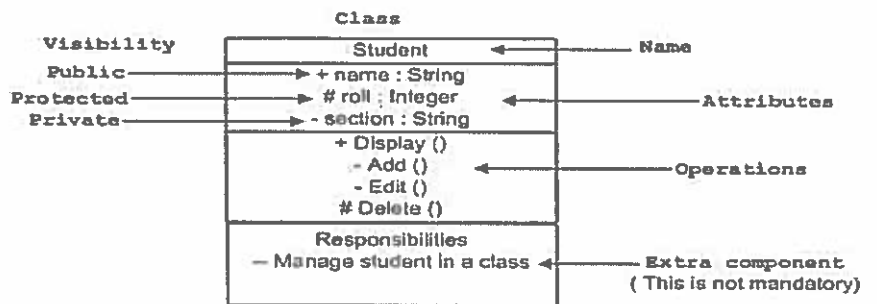 Class
Visibility
Student
Name
Public
+ name : String
Protected
# roll : Integer
Attributes
Private
- section : String
+ Display ()
- Add ()
Operations
- Edit ()
# Delete ()
Responsibilities
– Manage student in a class
Extra component
( This is not mandatory)